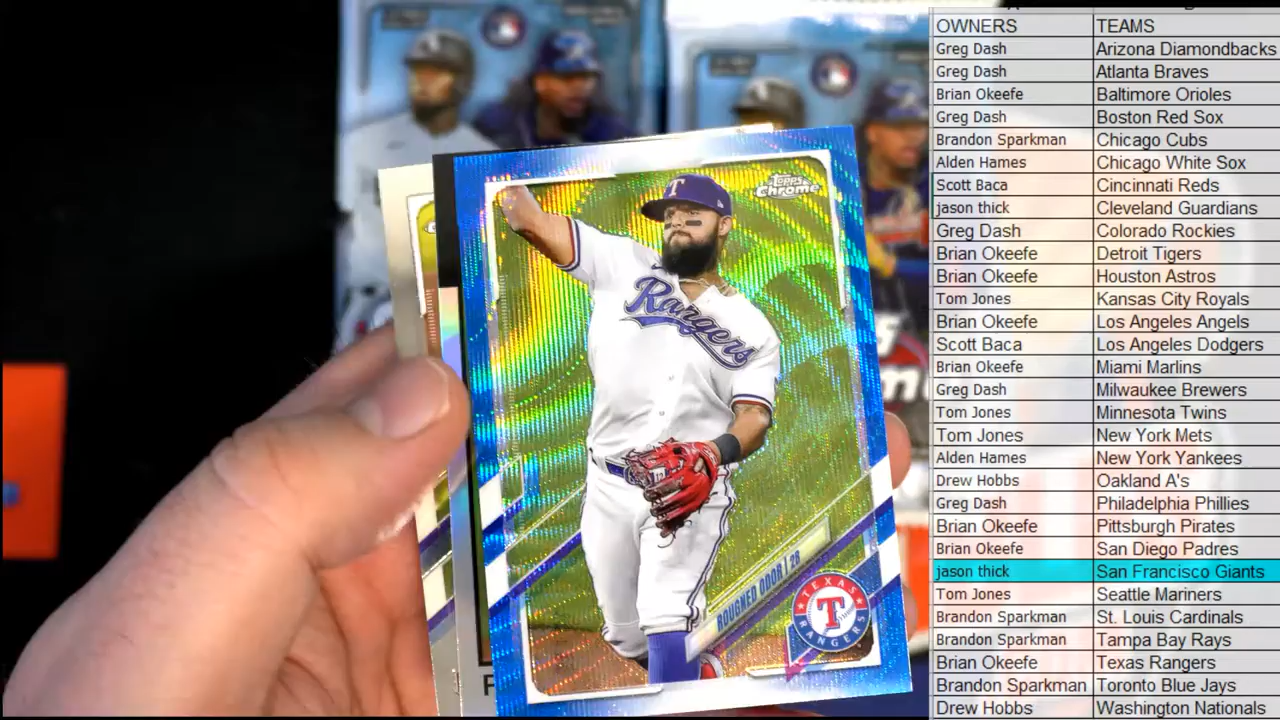 OWNERS TEAMS
Greg Dash Arizona Diamondbacks
Greg Dash Atlanta Braves
Brian Okeefe Baltimore Orioles
Greg Dash Boston Red Sox
Brandon Sparkman Chicago Cubs
Alden Hames Chicago White Sox
Scott Baca Cincinnati Reds
jason thick Cleveland Guardians
Greg Dash Colorado Rockies
Brian Okeefe Detroit Tigers
Brian Okeefe Houston Astros
Tom Jones Kansas City Royals
Brian Okeefe Los Angeles Angels
Scott Baca Los Angeles Dodgers
Brian Okeefe Miami Marlins
Greg Dash Milwaukee Brewers
Tom Jones Minnesota Twins
Tom Jones New York Mets
Alden Hames New York Yankees
Drew Hobbs Oakland A's
Greg Dash Philadelphia Phillies
Brian Okeefe Pittsburgh Pirates
Brian Okeefe San Diego Padres
jason thick San Francisco Giants
Tom Jones Seattle Mariners
Brandon Sparkman St. Louis Cardinals
Brandon Sparkman Tampa Bay Rays
Brian Okeefe Texas Rangers
Brandon Sparkman Toronto Blue Jays
Drew Hobbs Washington Nationals
Topps
Chrome
T
Rangers
ROUGNED ODOR | 2B
TEXAS
T
RANGERS
F